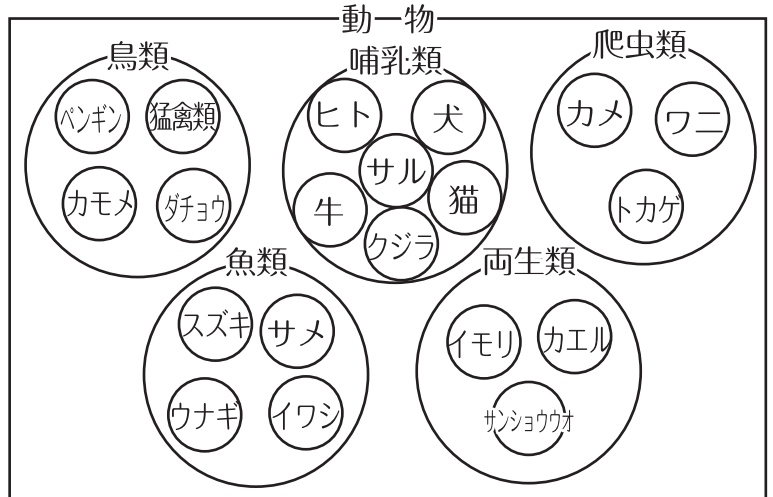 動物
鳥類
ペンギン
猛禽類
カモメ
ダチョウ
哺乳類
ヒト
犬
サル
牛
猫
クジラ
爬虫類
カメ
ワニ
トカゲ
魚類
スズキ
サメ
ウナギ
イワシ
両生類
イモリ
カエル
サンショウウオ